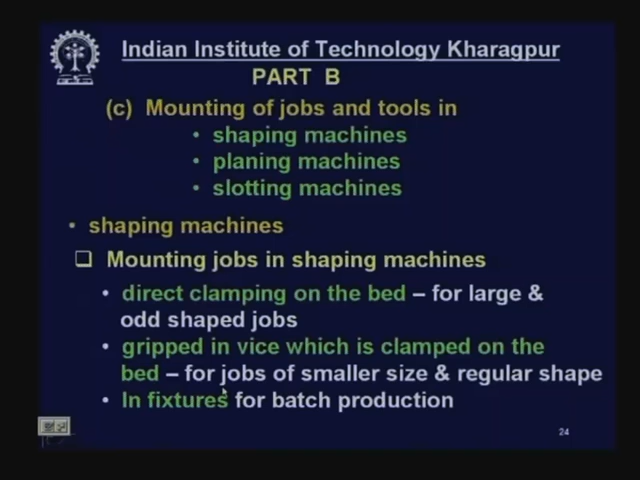 Indian Institute of Technology Kharagpur
PART B
(c) Mounting of jobs and tools in
• shaping machines
• planing machines
• slotting machines
• shaping machines
❑ Mounting jobs in shaping machines
• direct clamping on the bed – for large &
odd shaped jobs
• gripped in vice which is clamped on the
bed – for jobs of smaller size & regular shape
• In fixtures for batch production
24